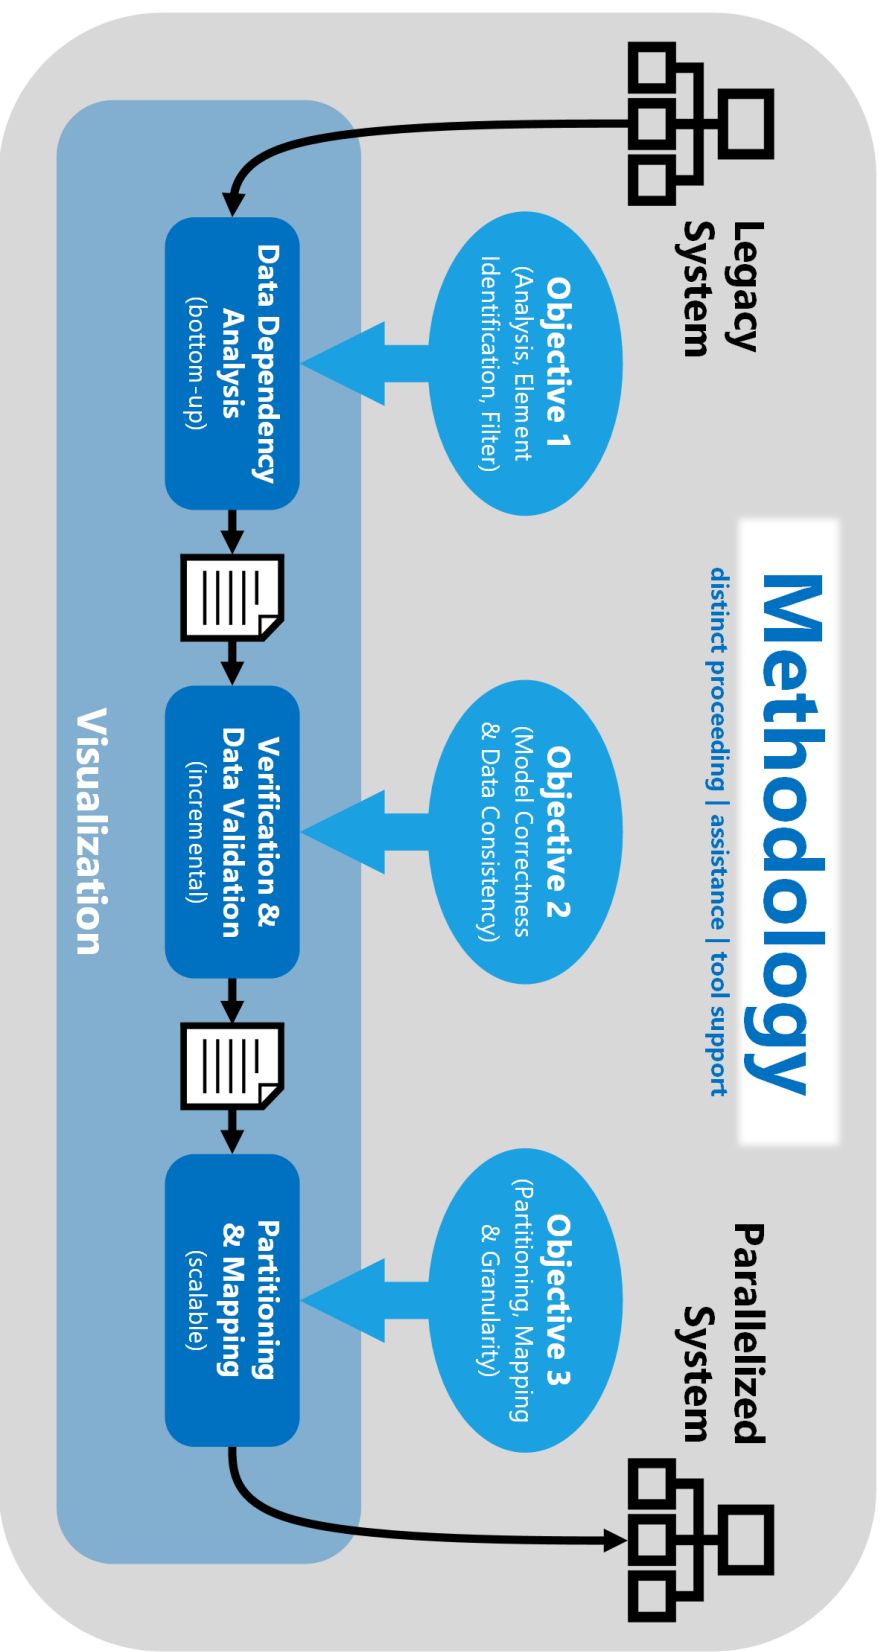 Methodology
distinct proceeding | assistance | tool support
Legacy
System
Parallelized
System
Objective 1
(Analysis, Element
Identification, Filter)
Objective 2
(Model Correctness
& Data Consistency)
Objective 3
(Partitioning, Mapping
& Granularity)
Data Dependency
Analysis
(bottom-up)
Verification &
Data Validation
(incremental)
Partitioning
& Mapping
(scalable)
Visualization